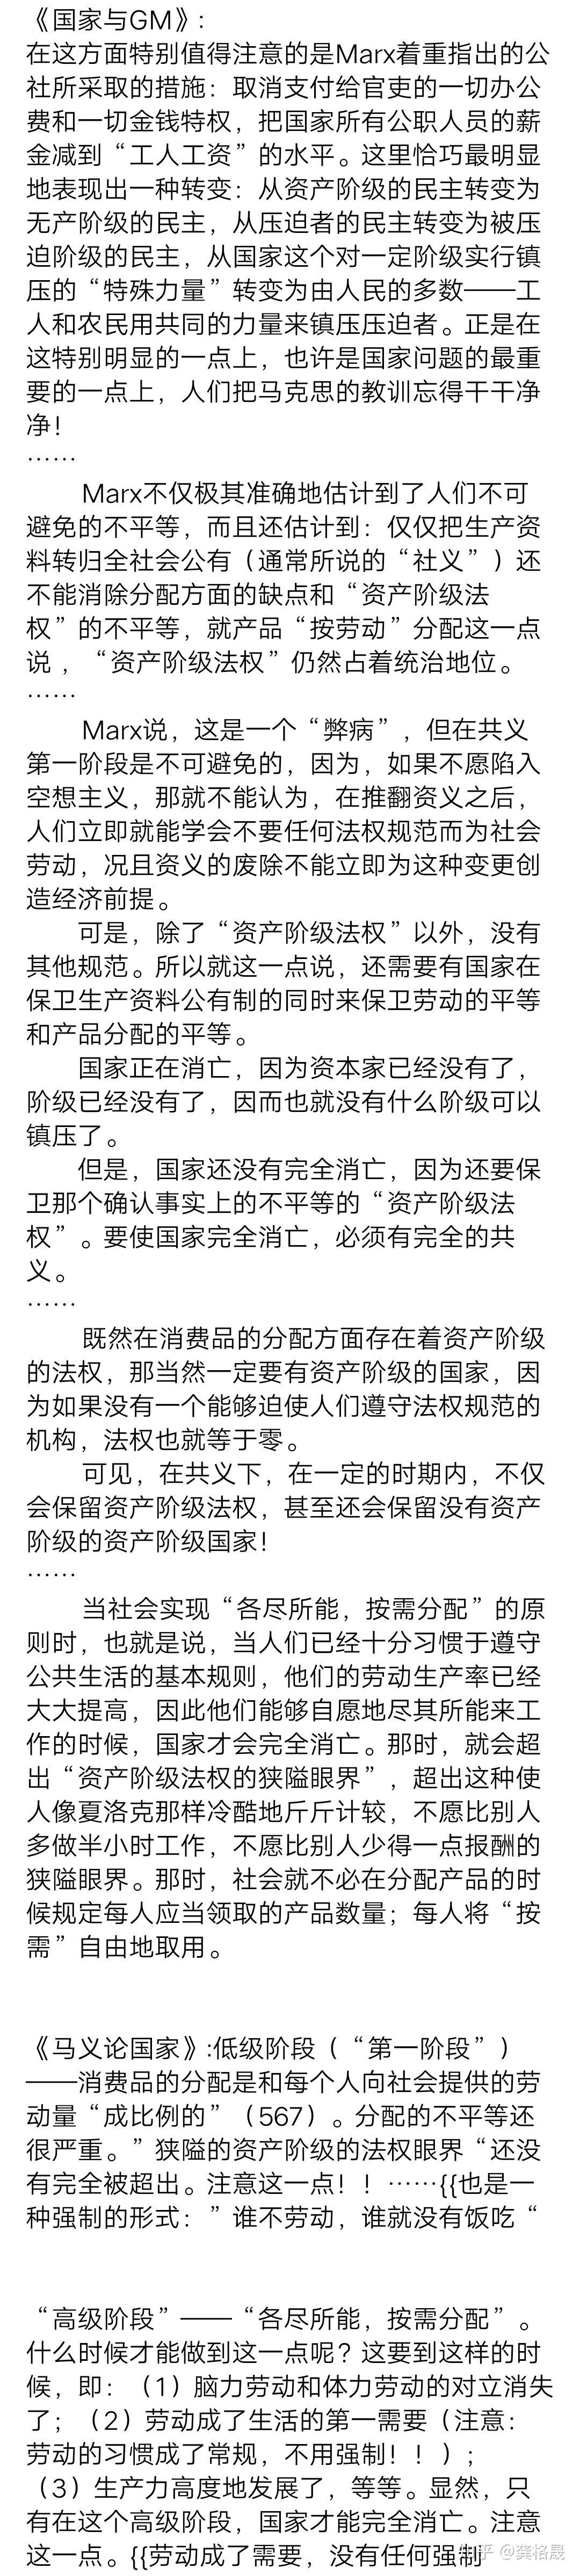 《国家与GM》:
在这方面特别值得注意的是Marx着重指出的公
社所采取的措施：取消支付给官吏的一切办公
费和一切金钱特权，把国家所有公职人员的薪
金减到“工人工资”的水平。这里恰巧最明显
地表现出一种转变：从资产阶级的民主转变为
无产阶级的民主，从压迫者的民主转变为被压
迫阶级的民主，从国家这个对一定阶级实行镇
压的“特殊力量”转变为由人民的多数——工
人和农民用共同的力量来镇压压迫者。正是在
这特别明显的一点上，也许是国家问题的最重
要的一点上，人们把马克思的教训忘得干干净
净！
……
Marx不仅极其准确地估计到了人们不可
避免的不平等，而且还估计到：仅仅把生产资
料转归全社会公有（通常所说的“社义”）还
不能消除分配方面的缺点和“资产阶级法
权”的不平等，就产品“按劳动”分配这一点
说，“资产阶级法权”仍然占着统治地位。
……
Marx说，这是一个“弊病”，但在共义
第一阶段是不可避免的，因为，如果不愿陷入
空想主义，那就不能认为，在推翻资义之后，
人们立即就能学会不要任何法权规范而为社会
劳动，况且资义的废除不能立即为这种变更创
造经济前提。
可是，除了“资产阶级法权”以外，没有
其他规范。所以就这一点说，还需要有国家在
保卫生产资料公有制的同时来保卫劳动的平等
和产品分配的平等。
国家正在消亡，因为资本家已经没有了，
阶级已经没有了，因而也就没有什么阶级可以
镇压了。
但是，国家还没有完全消亡，因为还要保
卫那个确认事实上的不平等的“资产阶级法
权”。要使国家完全消亡，必须有完全的共
义。
……
既然在消费品的分配方面存在着资产阶级
的法权，那当然一定要有资产阶级的国家，因
为如果没有一个能够迫使人们遵守法权规范的
机构，法权也就等于零。
可见，在共义下，在一定的时期内，不仅
会保留资产阶级法权，甚至还会保留没有资产
阶级的资产阶级国家！
……
当社会实现“各尽所能，按需分配”的原
则时，也就是说，当人们已经十分习惯于遵守
公共生活的基本规则，他们的劳动生产率已经
大大提高，因此他们能够自愿地尽其所能来工
作的时候，国家才会完全消亡。那时，就会超
出“资产阶级法权的狭隘眼界”，超出这种使
人像夏洛克那样冷酷地斤斤计较，不愿比别人
多做半小时工作，不愿比别人少得一点报酬的
狭隘眼界。那时，社会就不必在分配产品的时
候规定每人应当领取的产品数量；每人将“按
需”自由地取用。
《马义论国家》:低级阶段（“第一阶段”）
——消费品的分配是和每个人向社会提供的劳
动量“成比例的”（567）。分配的不平等还
很严重。”狭隘的资产阶级的法权眼界“还没
有完全被超出。注意这一点！！……{{也是一
种强制的形式：”谁不劳动，谁就没有饭吃“
“高级阶段”——“各尽所能，按需分配”。
什么时候才能做到这一点呢？这要到这样的时
候，即：（1）脑力劳动和体力劳动的对立消失
了；（2）劳动成了生活的第一需要（注意：
劳动的习惯成了常规，不用强制！！）；
（3）生产力高度地发展了，等等。显然，只
有在这个高级阶段，国家才能完全消亡。注意
这一点。{{劳动成了需要，没有任何强制
知乎 @龚格晟